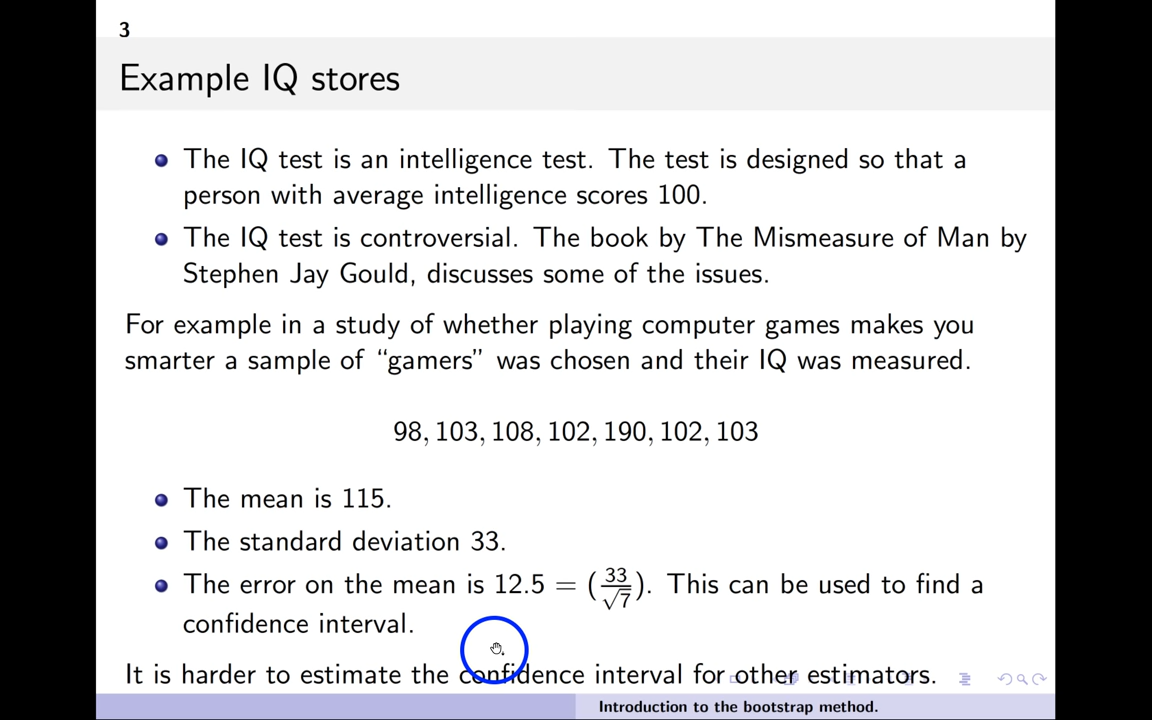 3
Example IQ stores
The IQ test is an intelligence test. The test is designed so that a
person with average intelligence scores 100.
The IQ test is controversial. The book by The Mismeasure of Man by
Stephen Jay Gould, discusses some of the issues.
For example in a study of whether playing computer games makes you
smarter a sample of “gamers” was chosen and their IQ was measured.
98, 103, 108, 102, 190, 102, 103
The mean is 115.
The standard deviation 33.
The error on the mean is 12.5 = (33/√7). This can be used to find a
confidence interval.
It is harder to estimate the confidence interval for other estimators.
Introduction to the bootstrap method.